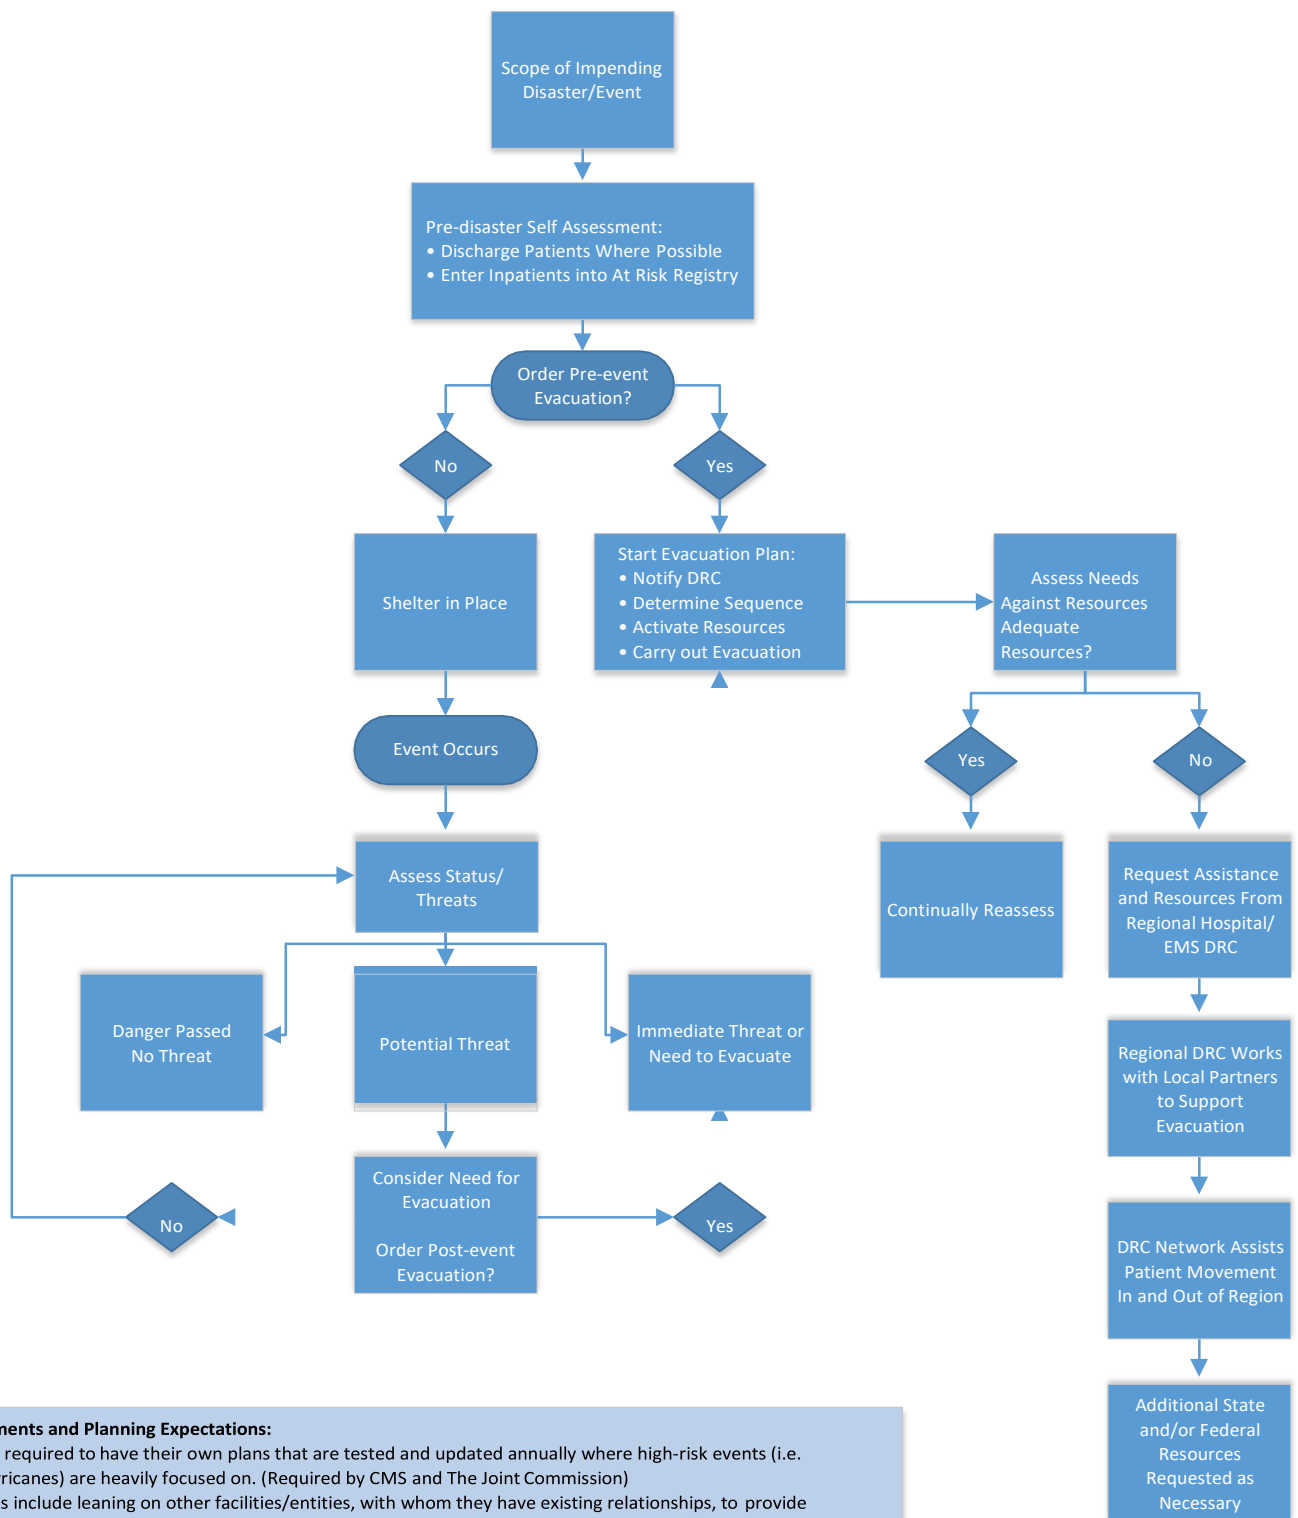 Scope of Impending
Disaster/Event
Pre-disaster Self Assessment:
• Discharge Patients Where Possible
• Enter Inpatients into At Risk Registry
Order Pre-event
Evacuation?
No
Yes
Shelter in Place
Start Evacuation Plan:
• Notify DRC
• Determine Sequence
• Activate Resources
• Carry out Evacuation
Assess Needs
Against Resources
Adequate
Resources?
Event Occurs
Yes
No
Assess Status/
Threats
Continually Reassess
Request Assistance
and Resources From
Regional Hospital/
EMS DRC
Danger Passed
No Threat
Potential Threat
Immediate Threat or
Need to Evacuate
Regional DRC Works
with Local Partners
to Support
Evacuation
No
Consider Need for
Evacuation
Order Post-event
Evacuation?
Yes
DRC Network Assists
Patient Movement
In and Out of Region
Additional State
and/or Federal
Resources
Requested as
Necessary
ments and Planning Expectations:
required to have their own plans that are tested and updated annually where high-risk events (i.e.
rricanes) are heavily focused on. (Required by CMS and The Joint Commission)
s include leaning on other facilities/entities, with whom they have existing relationships, to provide